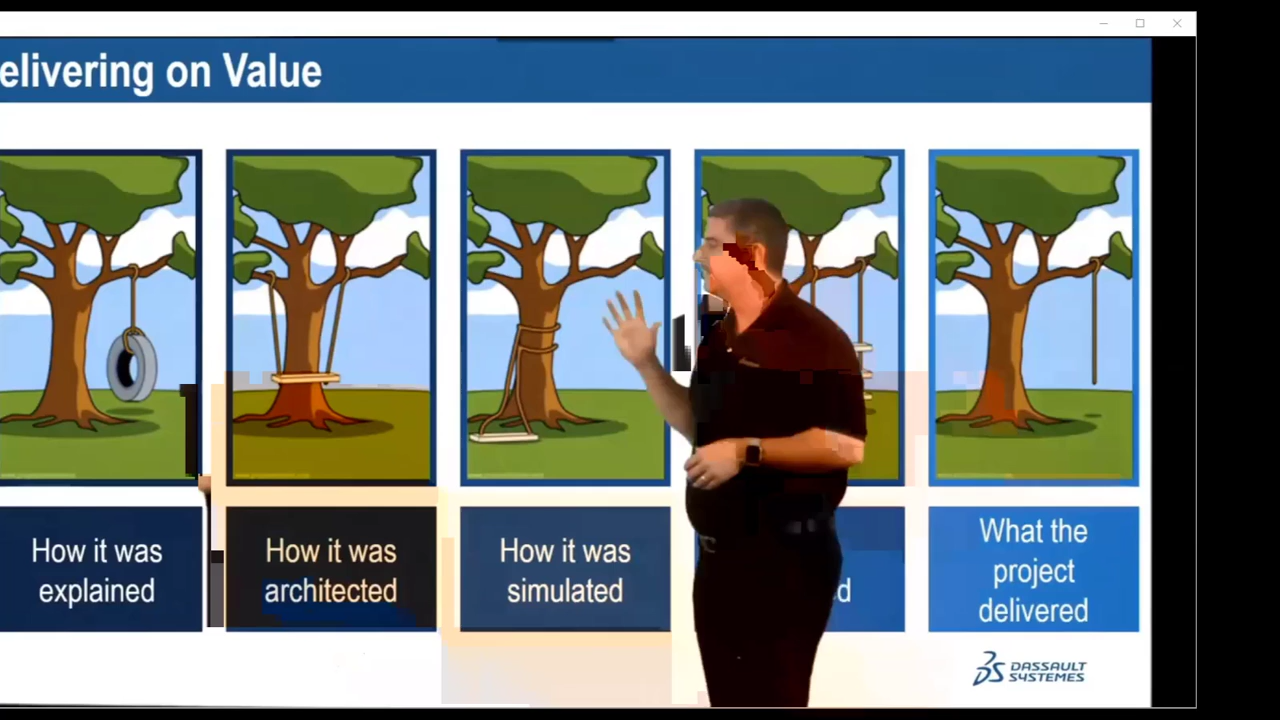 elivering on Value
How it was
explained
How it was
architected
How it was
simulated
d
What the
project
delivered
DASSAULT
SYSTEMES